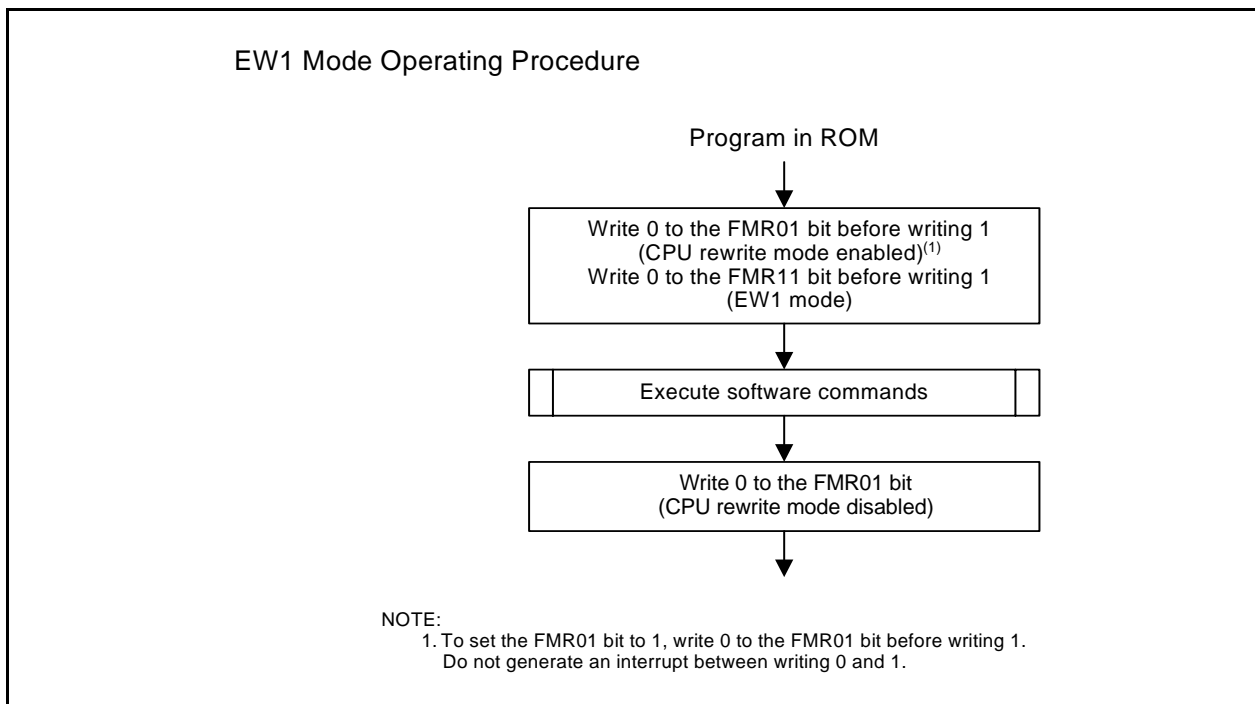 EW1 Mode Operating Procedure
Program in ROM
Write 0 to the FMR01 bit before writing 1
(CPU rewrite mode enabled)(1)
Write 0 to the FMR11 bit before writing 1
(EW1 mode)
Execute software commands
Write 0 to the FMR01 bit
(CPU rewrite mode disabled)
NOTE:
1. To set the FMR01 bit to 1, write 0 to the FMR01 bit before writing 1.
Do not generate an interrupt between writing 0 and 1.